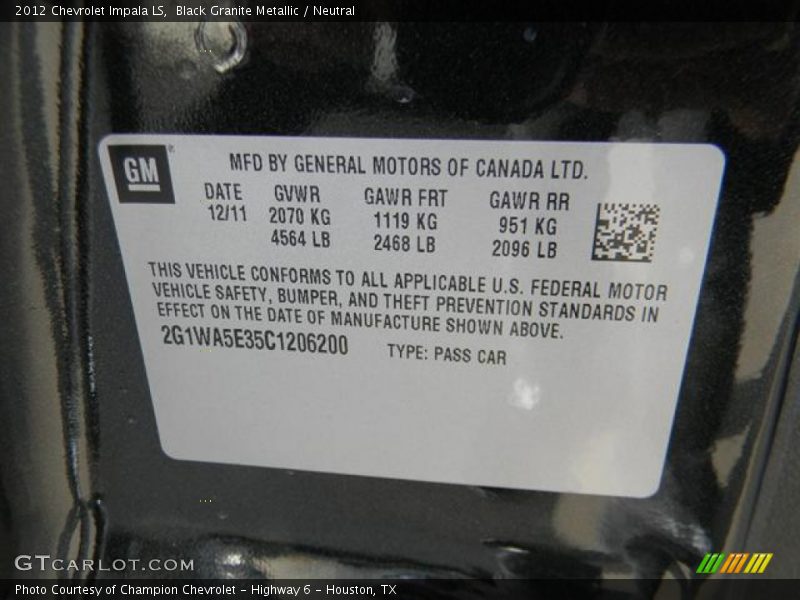 2012 Chevrolet Impala LS, Black Granite Metallic / Neutral
GM
MFD BY GENERAL MOTORS OF CANADA LTD.
DATE GVWR GAWR FRT GAWR RR
12/11 2070 KG 1119 KG 951 KG
4564 LB 2468 LB 2096 LB
THIS VEHICLE CONFORMS TO ALL APPLICABLE U.S. FEDERAL MOTOR
VEHICLE SAFETY, BUMPER, AND THEFT PREVENTION STANDARDS IN
EFFECT ON THE DATE OF MANUFACTURE SHOWN ABOVE.
2G1WA5E35C1206200 TYPE: PASS CAR
GTCARLOT.COM
Photo Courtesy of Champion Chevrolet - Highway 6 - Houston, TX